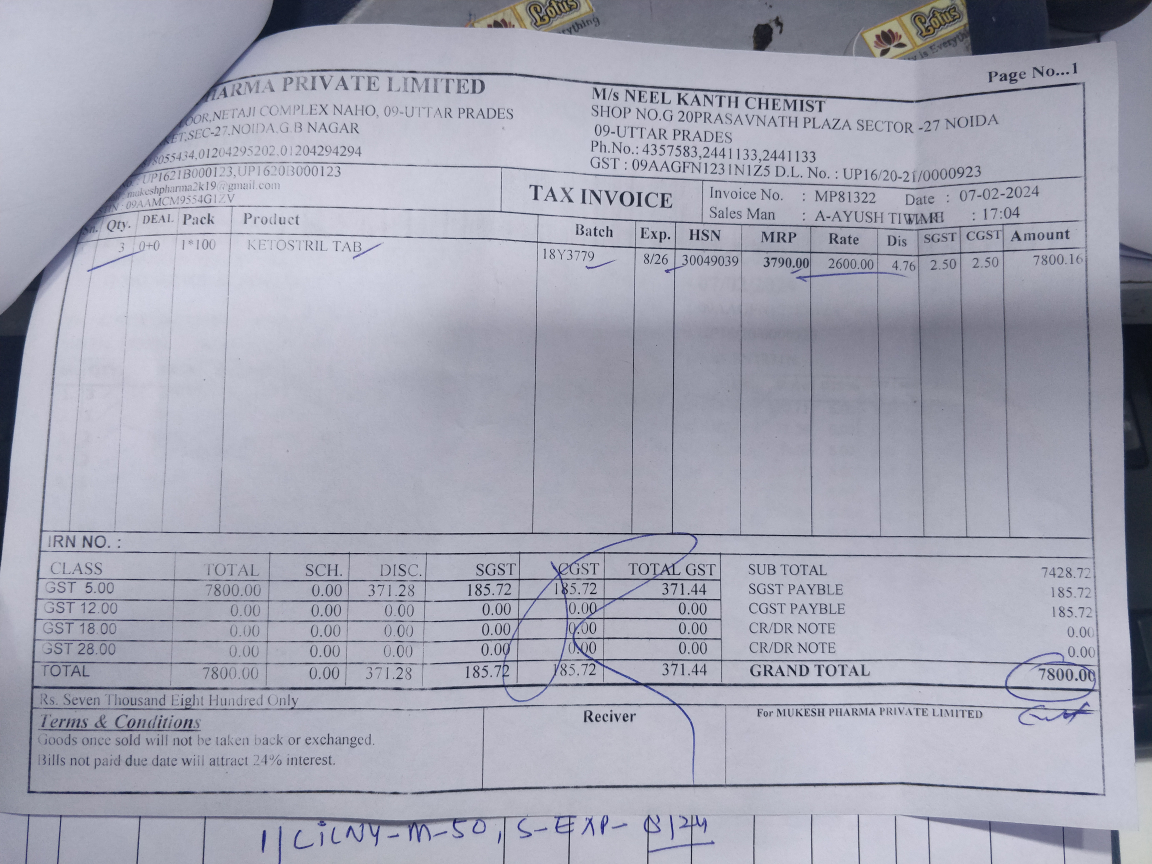 Lotus
Lotus
Page No...1
PHARMA PRIVATE LIMITED
NETAJI COMPLEX NAHO, 09-UTTAR PRADES
SEC-27,NOIDA,G.B NAGAR
8055434,01204295202,01204294294
UP1621B000123,UP1620B000123
mukeshpharma2k19@gmail.com
09AAMCM9554G1ZV
M/s NEEL KANTH CHEMIST
SHOP NO.G 20PRASAVNATH PLAZA SECTOR -27 NOIDA
09-UTTAR PRADES
Ph.No.: 4357583,2441133,2441133
GST : 09AAGFN1231N1Z5 D.L. No. : UP16/20-21/0000923
TAX INVOICE
Invoice No. : MP81322 Date : 07-02-2024
Sales Man : A-AYUSH : 17:04
Qty. DEAL Pack Product Batch Exp. HSN MRP Rate Dis SGST CGST Amount
3 0+0 1*100 KETOSTRIL TAB 18Y3779 8/26 30049039 3790.00 2600.00 4.76 2.50 2.50 7800.16
IRN NO. :
CLASS TOTAL SCH. DISC. SGST CGST TOTAL GST
GST 5.00 7800.00 0.00 371.28 185.72 185.72 371.44
GST 12.00 0.00 0.00 0.00 0.00 0.00 0.00
GST 18.00 0.00 0.00 0.00 0.00 0.00 0.00
GST 28.00 0.00 0.00 0.00 0.00 0.00 0.00
TOTAL 7800.00 0.00 371.28 185.72 185.72 371.44
SUB TOTAL 7428.72
SGST PAYBLE 185.72
CGST PAYBLE 185.72
CR/DR NOTE 0.00
CR/DR NOTE 0.00
GRAND TOTAL 7800.00
Rs. Seven Thousand Eight Hundred Only
Terms & Conditions
Goods once sold will not be taken back or exchanged.
Bills not paid due date will attract 24% interest.
Reciver
For MUKESH PHARMA PRIVATE LIMITED
M-50, S-EXP-